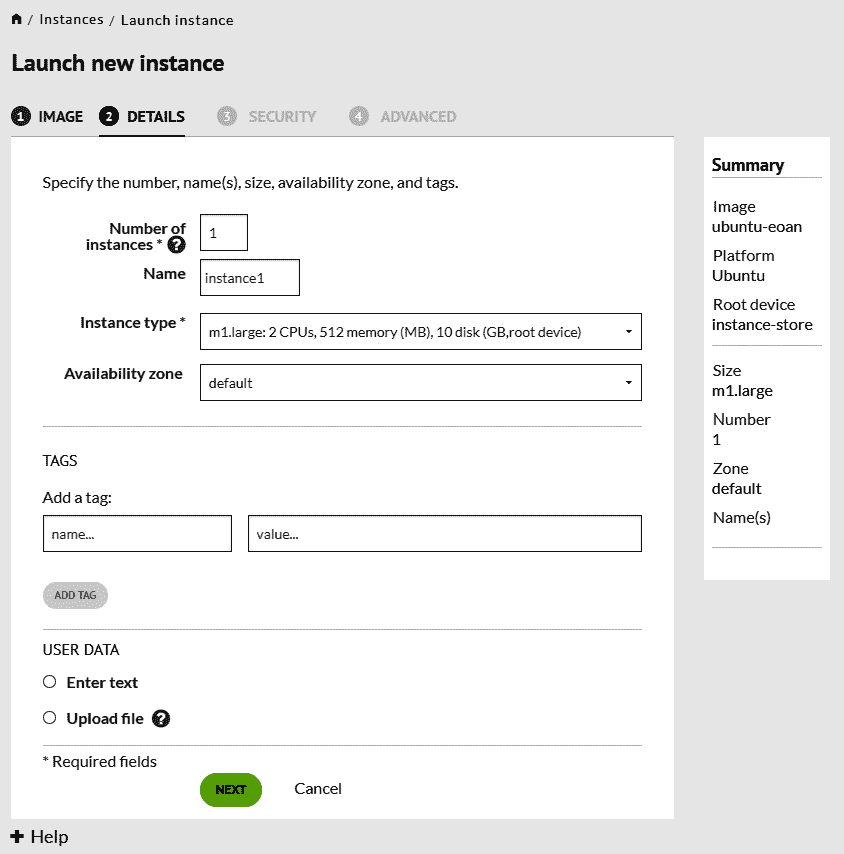 / Instances / Launch instance
Launch new instance
1 IMAGE 2 DETAILS 3 SECURITY 4 ADVANCED
Specify the number, name(s), size, availability zone, and tags.
Number of
instances * ? 1
Name instance1
Instance type * m1.large: 2 CPUs, 512 memory (MB), 10 disk (GB,root device)
Availability zone default
TAGS
Add a tag:
name... value...
ADD TAG
USER DATA
Enter text
Upload file ?
* Required fields
NEXT Cancel
+ Help
Summary
Image
ubuntu-eoan
Platform
Ubuntu
Root device
instance-store
Size
m1.large
Number
1
Zone
default
Name(s)